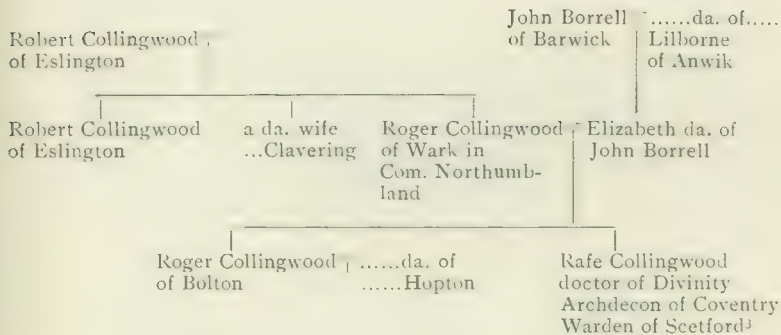 John Borrell ......da. of.....
of Barwick Lilborne
of Anwik
Robert Collingwood
of Eslington
Robert Collingwood
of Eslington
a da. wife
...Clavering
Roger Collingwood
of Wark in
Com. Northumb-
land
Elizabeth da. of
John Borrell
Roger Collingwood
of Bolton
......da. of
......Hopton
Rafe Collingwood
doctor of Divinity
Archdecon of Coventry
Warden of Scetford³